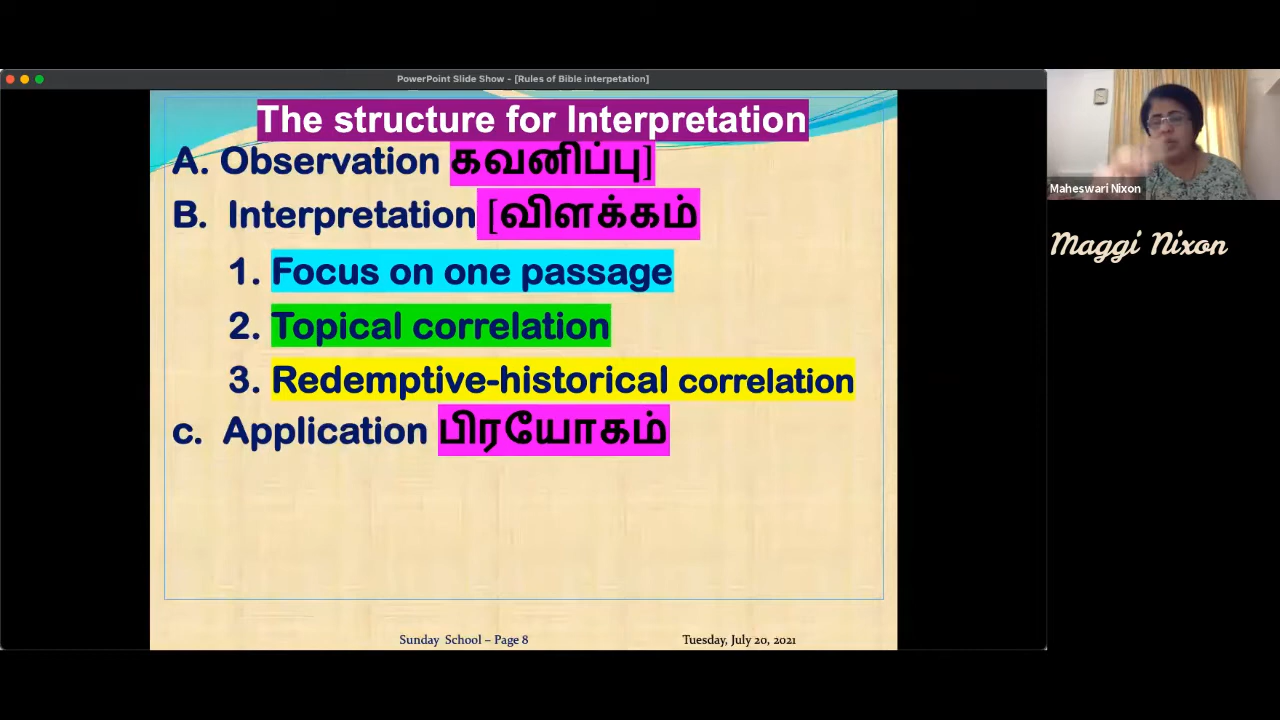 PowerPoint Slide Show - [Rules of Bible interpetation]
The structure for Interpretation
A. Observation கவனிப்பு]
B. Interpretation [விளக்கம்
1. Focus on one passage
2. Topical correlation
3. Redemptive-historical correlation
c. Application பிரயோகம்
Sunday School – Page 8
Tuesday, July 20, 2021
Maheswari Nixon
Maggi Nixon